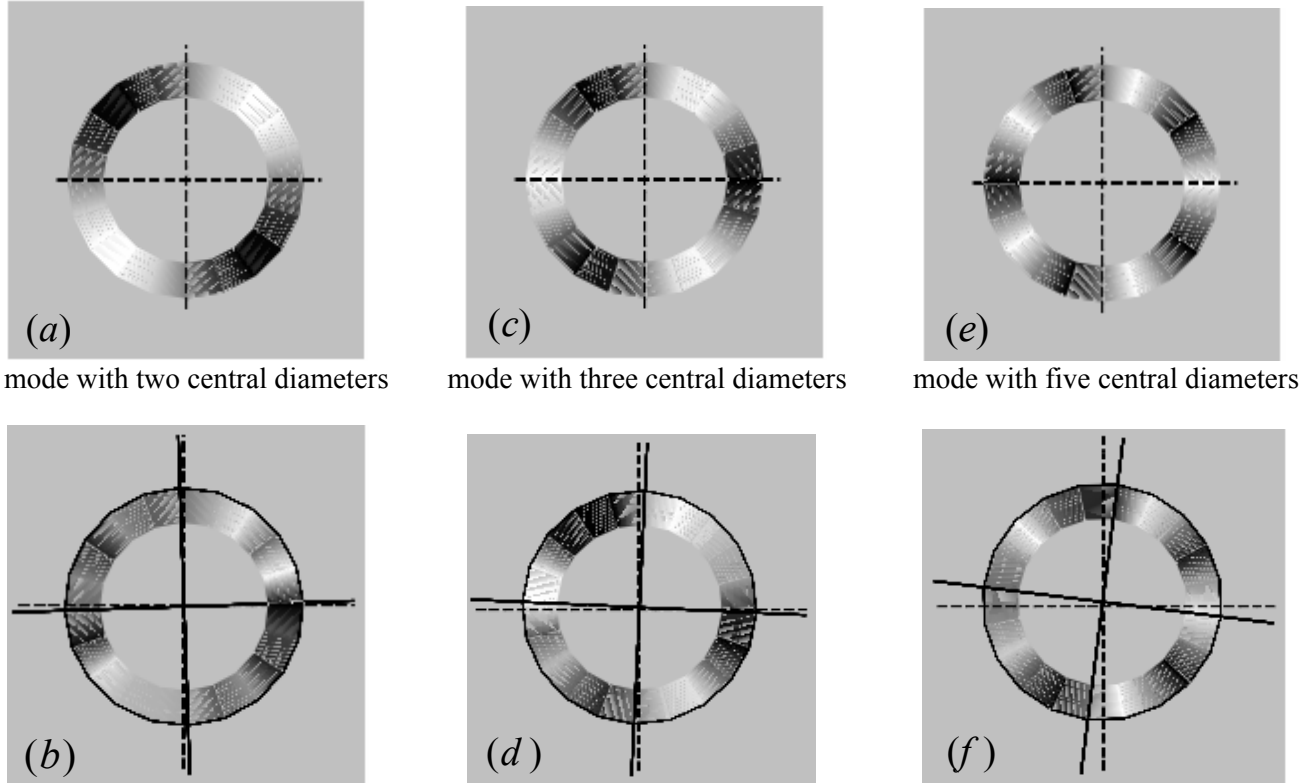 (a)
(c)
(e)
mode with two central diameters
mode with three central diameters
mode with five central diameters
(b)
(d)
(f)